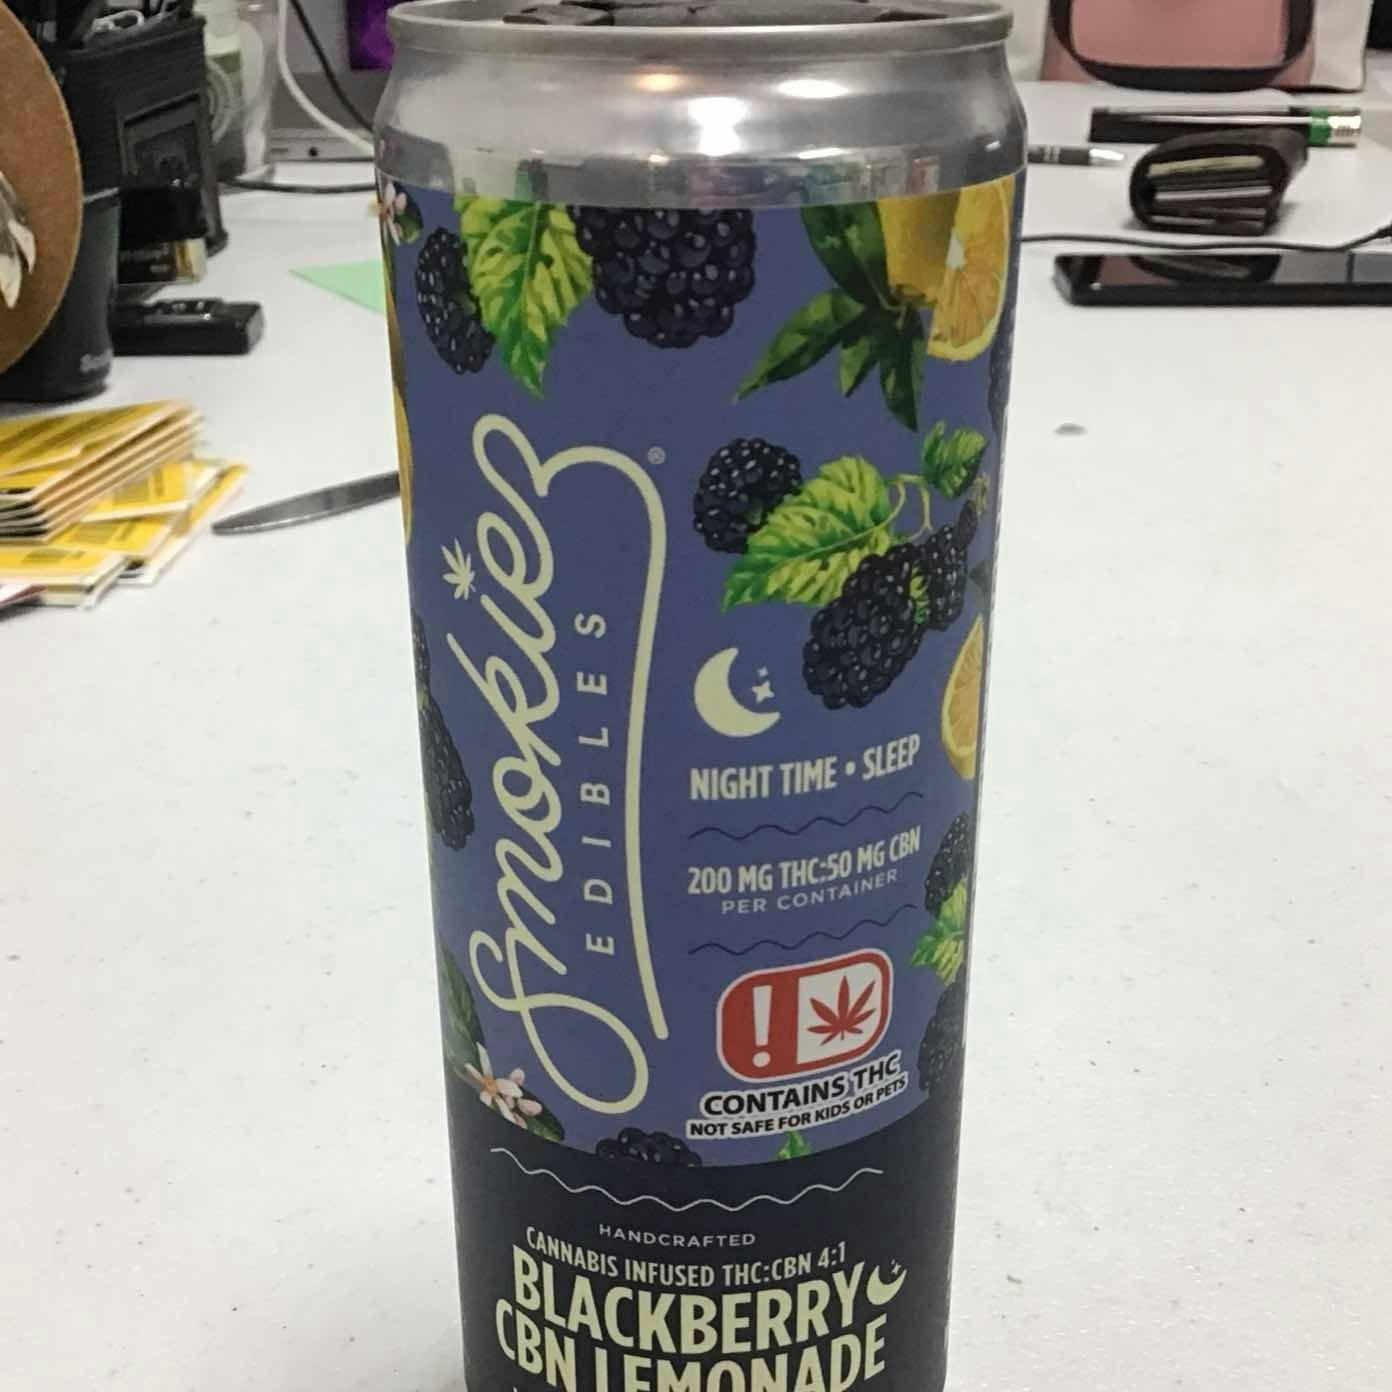 Smokiez®
EDIBLES
NIGHT TIME • SLEEP
200 MG THC:50 MG CBN
PER CONTAINER
!
CONTAINS THC
NOT SAFE FOR KIDS OR PETS
HANDCRAFTED
CANNABIS INFUSED THC:CBN 4:1
BLACKBERRY
CBN LEMONADE